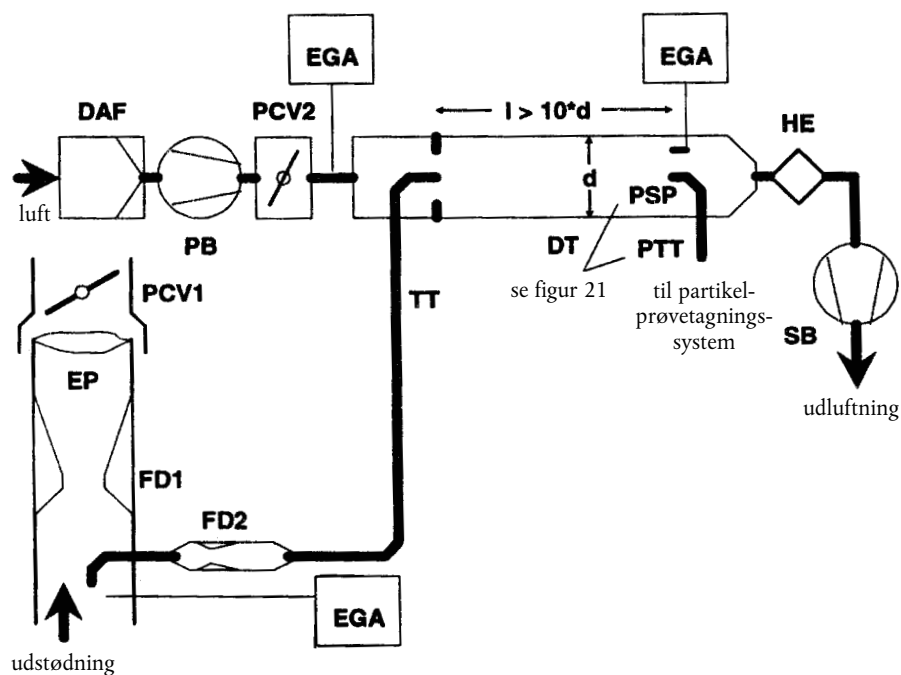 EGA
EGA
DAF
PCV2
l > 10*d
HE
luft
d
PSP
PB
DT
PTT
PCV1
TT
se figur 21
til partikel-
prøvetagnings-
system
SB
EP
udluftning
FD1
FD2
EGA
udstødning